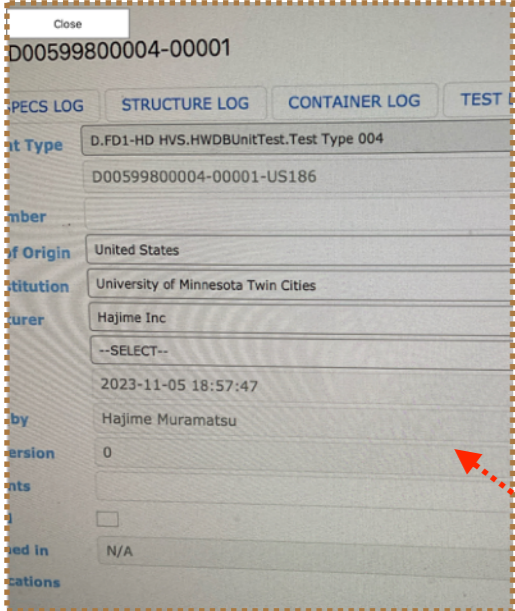 Close
D00599800004-00001
SPECS LOG STRUCTURE LOG CONTAINER LOG TEST
nt Type D.FD1-HD HVS.HWDBUnitTest.Test Type 004
D00599800004-00001-US186
mber
of Origin United States
stitution University of Minnesota Twin Cities
turer Hajime Inc
--SELECT--
2023-11-05 18:57:47
by Hajime Muramatsu
ersion 0
nts
ed in N/A
cations